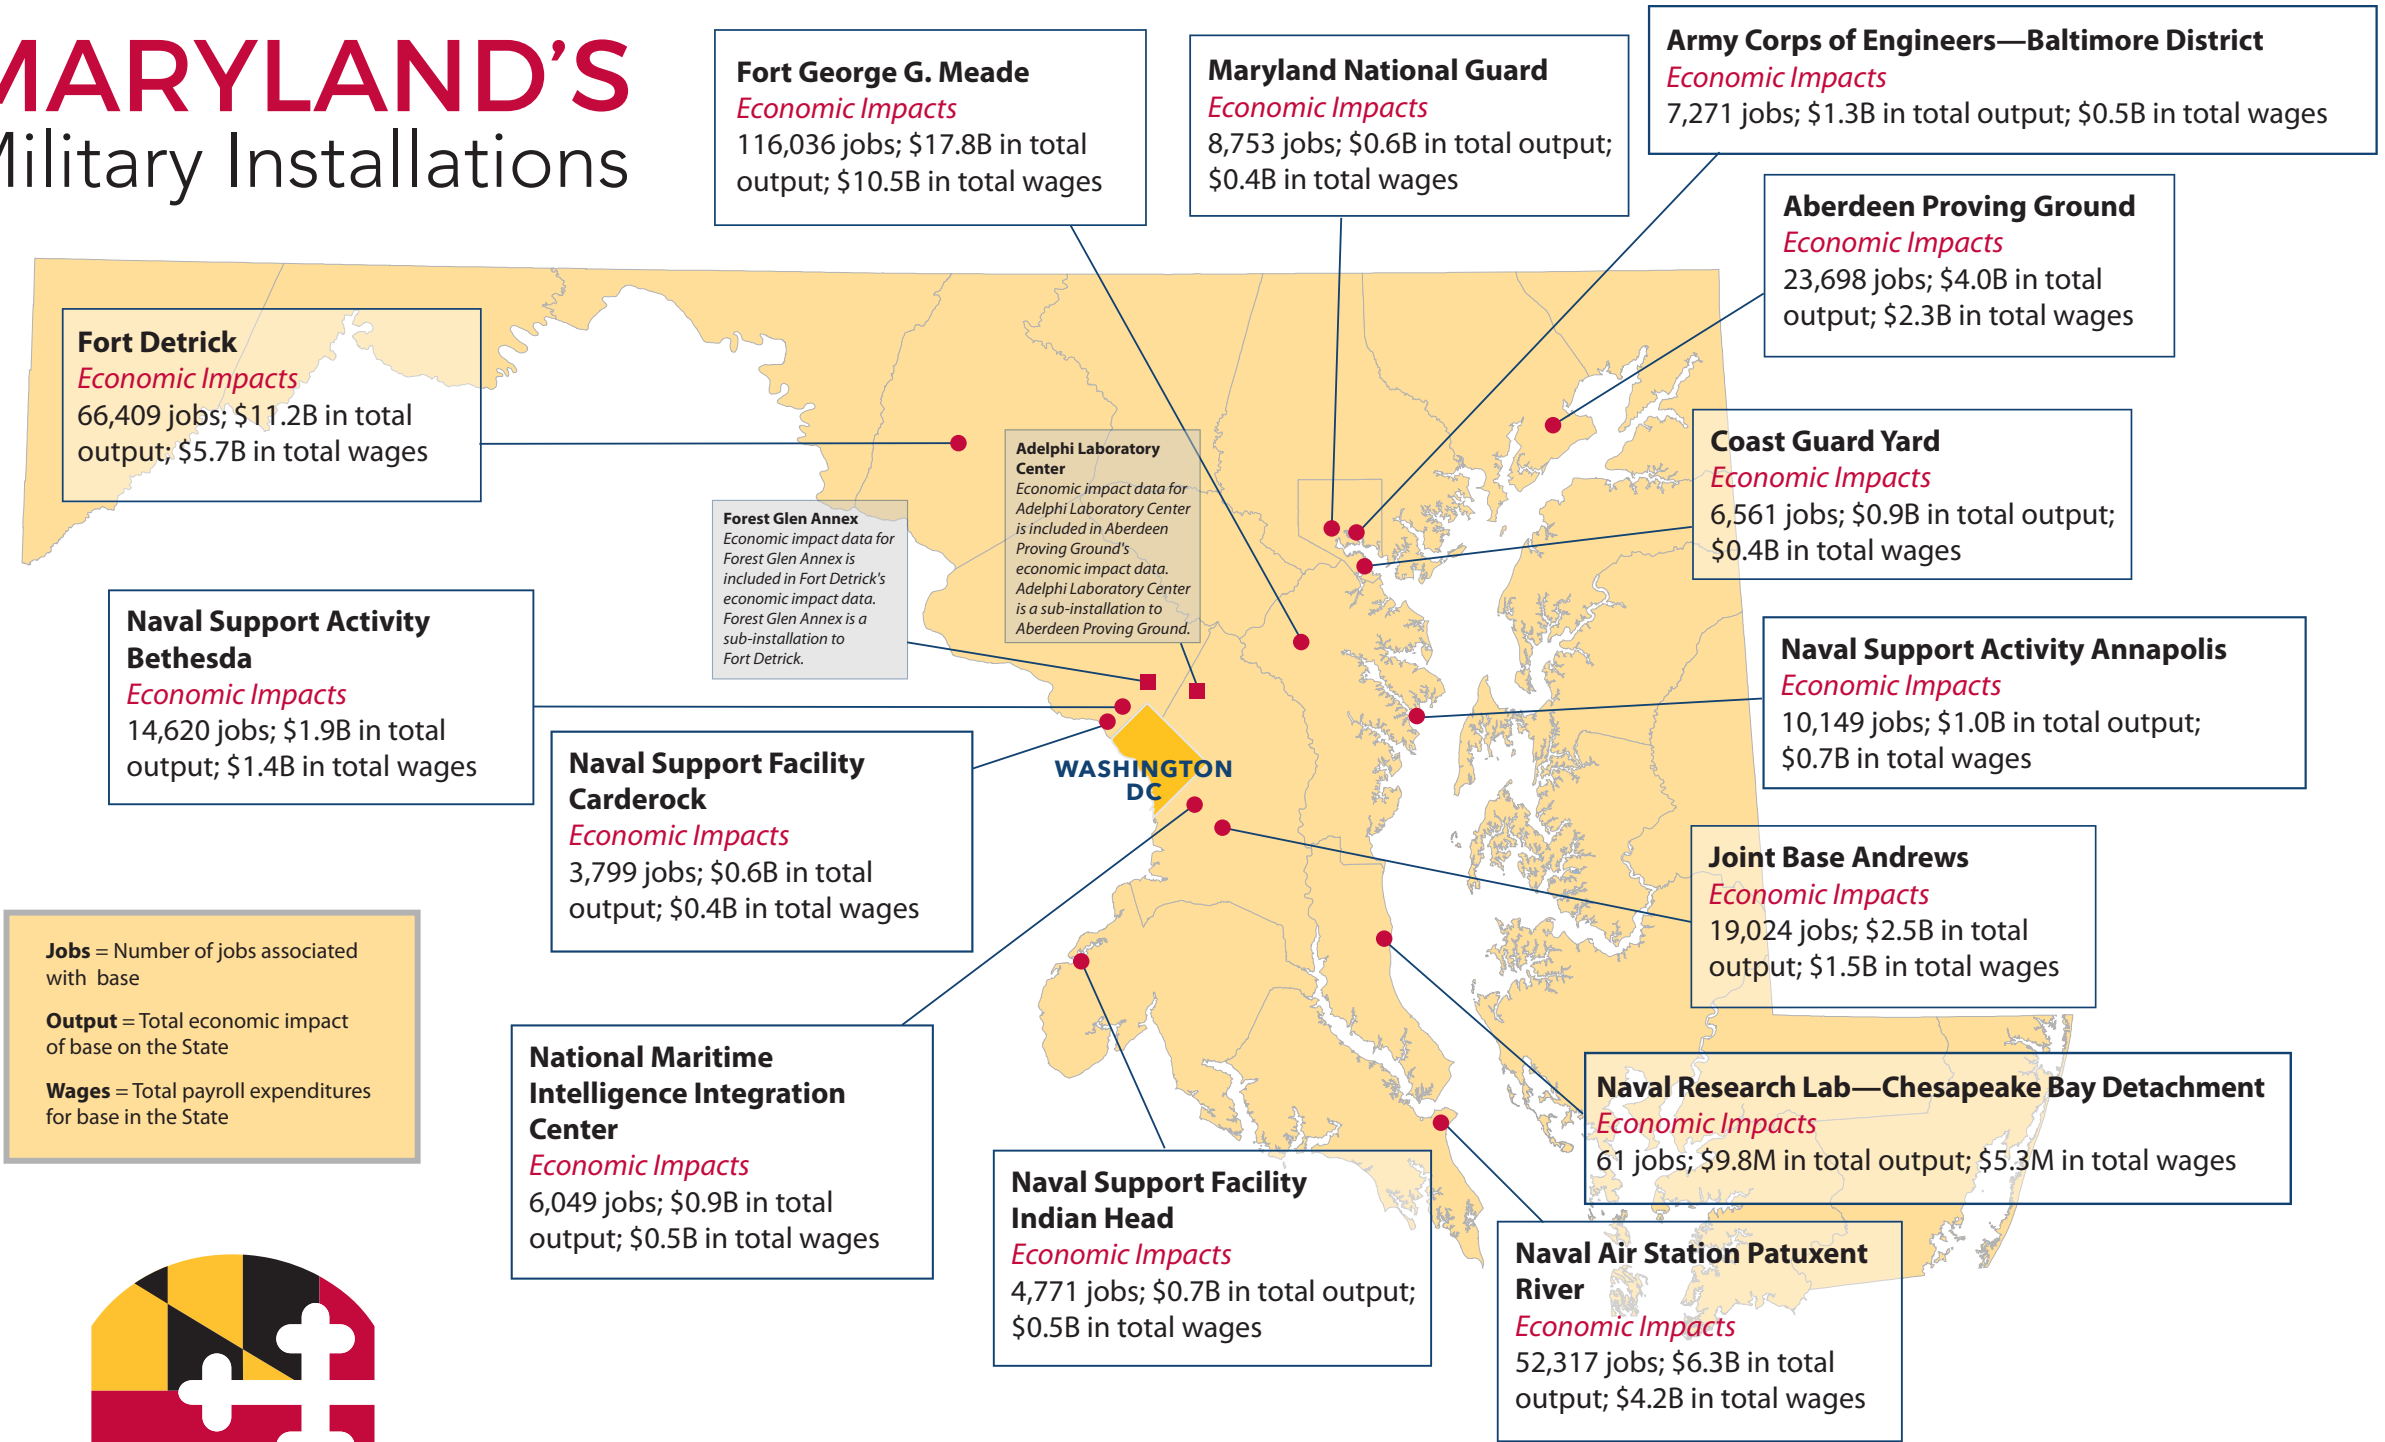 MARYLAND'S
Military Installations
Fort George G. Meade
Economic Impacts
116,036 jobs; $17.8B in total
output; $10.5B in total wages
Maryland National Guard
Economic Impacts
8,753 jobs; $0.6B in total output;
$0.4B in total wages
Army Corps of Engineers—Baltimore District
Economic Impacts
7,271 jobs; $1.3B in total output; $0.5B in total wages
Aberdeen Proving Ground
Economic Impacts
23,698 jobs; $4.0B in total
output; $2.3B in total wages
Fort Detrick
Economic Impacts
66,409 jobs; $11.2B in total
output; $5.7B in total wages
Adelphi Laboratory
Center
Economic impact data for
Adelphi Laboratory Center
is included in Aberdeen
Proving Ground's
economic impact data.
Adelphi Laboratory Center
is a sub-installation to
Aberdeen Proving Ground.
Forest Glen Annex
Economic impact data for
Forest Glen Annex is
included in Fort Detrick's
economic impact data.
Forest Glen Annex is a
sub-installation to
Fort Detrick.
Coast Guard Yard
Economic Impacts
6,561 jobs; $0.9B in total output;
$0.4B in total wages
Naval Support Activity
Bethesda
Economic Impacts
14,620 jobs; $1.9B in total
output; $1.4B in total wages
Naval Support Activity Annapolis
Economic Impacts
10,149 jobs; $1.0B in total output;
$0.7B in total wages
Naval Support Facility
Carderock
Economic Impacts
3,799 jobs; $0.6B in total
output; $0.4B in total wages
WASHINGTON
DC
Joint Base Andrews
Economic Impacts
19,024 jobs; $2.5B in total
output; $1.5B in total wages
Jobs = Number of jobs associated
with base
Output = Total economic impact
of base on the State
Wages = Total payroll expenditures
for base in the State
National Maritime
Intelligence Integration
Center
Economic Impacts
6,049 jobs; $0.9B in total
output; $0.5B in total wages
Naval Research Lab—Chesapeake Bay Detachment
Economic Impacts
61 jobs; $9.8M in total output; $5.3M in total wages
Naval Support Facility
Indian Head
Economic Impacts
4,771 jobs; $0.7B in total output;
$0.5B in total wages
Naval Air Station Patuxent
River
Economic Impacts
52,317 jobs; $6.3B in total
output; $4.2B in total wages